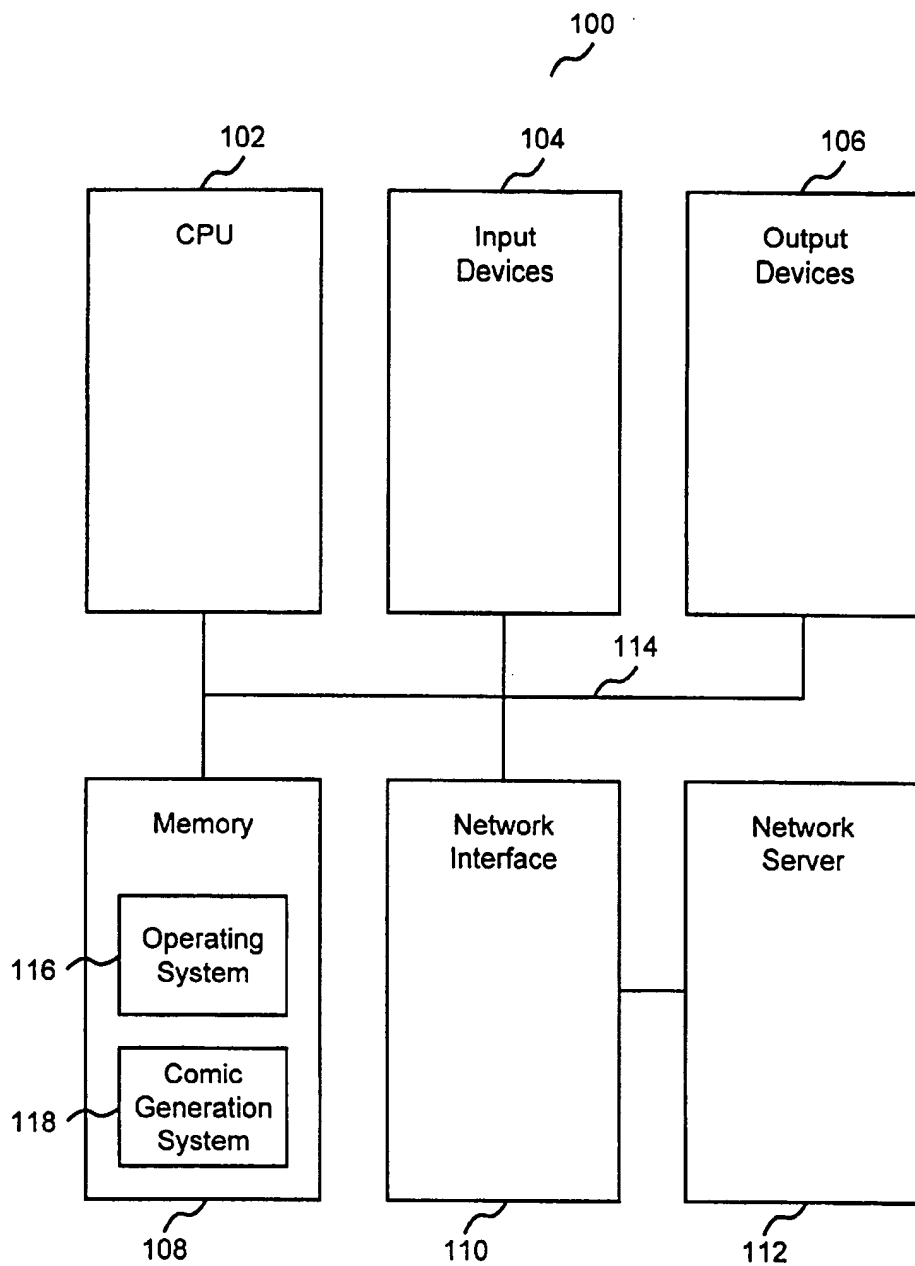 100
102
104
106
CPU
Input
Devices
Output
Devices
114
Memory
Network
Interface
Network
Server
Operating
System
116
Comic
Generation
System
118
108
110
112